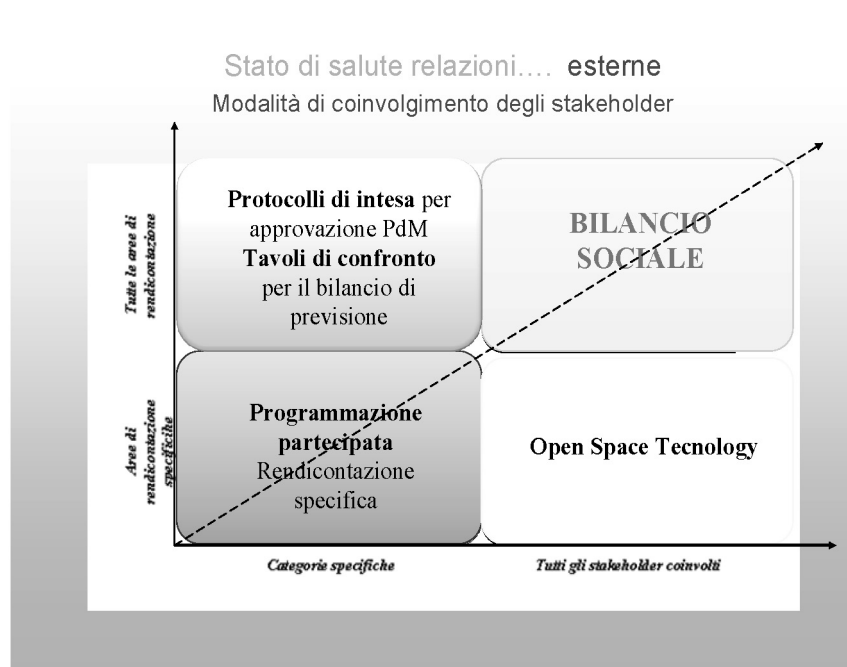 Stato di salute relazioni.... esterne
Modalità di coinvolgimento degli stakeholder
Tutte le aree di
rendicontazione
Protocolli di intesa per
approvazione PdM
Tavoli di confronto
per il bilancio di
previsione
BILANCIO
SOCIALE
Aree di
rendicontazione
specificihe
Programmazione
partecipata
Rendicontazione
specifica
Open Space Tecnology
Categorie specifiche
Tutti gli stakeholder coinvolti